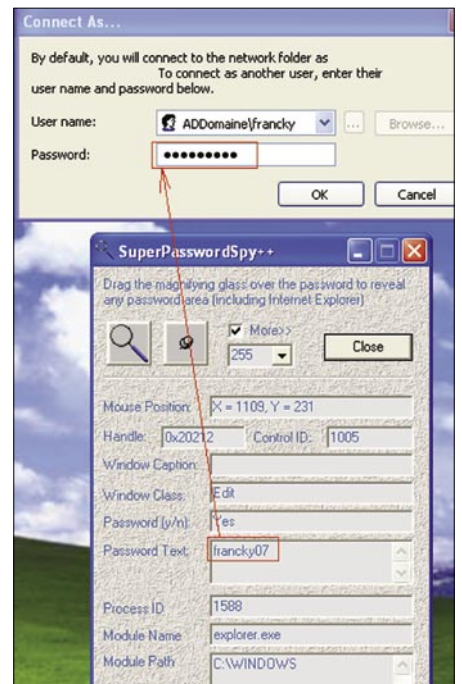 Connect As...
By default, you will connect to the network folder as
To connect as another user, enter their
user name and password below.
User name: ADDomaine\francky ... Browse...
Password: •••••••••
OK Cancel
SuperPasswordSpy++
Drag the magnifying glass over the password to reveal
any password area (including Internet Explorer)
More>>
255
Close
Mouse Position: X = 1109, Y = 231
Handle: 0x20212 Control ID: 1005
Window Caption:
Window Class: Edit
Password (y/n): Yes
Password Text: francky07
Process ID 1588
Module Name explorer.exe
Module Path C:\WINDOWS